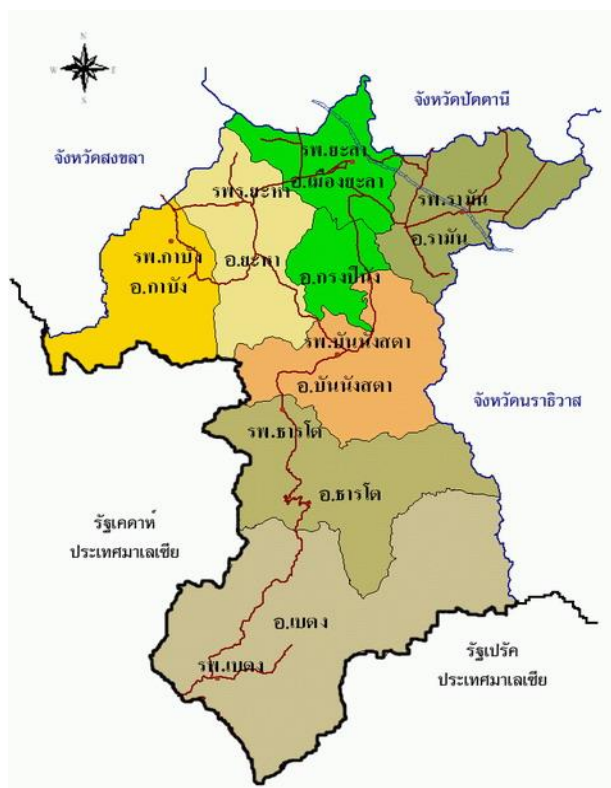 N
W E
S
จังหวัดปัตตานี
จังหวัดสงขลา
รพ.ยะลา
อ.เมืองยะลา
รพร.ยะหา
รพ.รามัน
อ.รามัน
รพ.กาบัง
อ.กาบัง
อ.ยะหา
อ.กรงปินัง
รพ.บันนังสตา
อ.บันนังสตา
จังหวัดนราธิวาส
รพ.ธารโต
อ.ธารโต
รัฐเคดาห์
ประเทศมาเลเซีย
อ.เบตง
รพ.เบตง
รัฐเปรัค
ประเทศมาเลเซีย